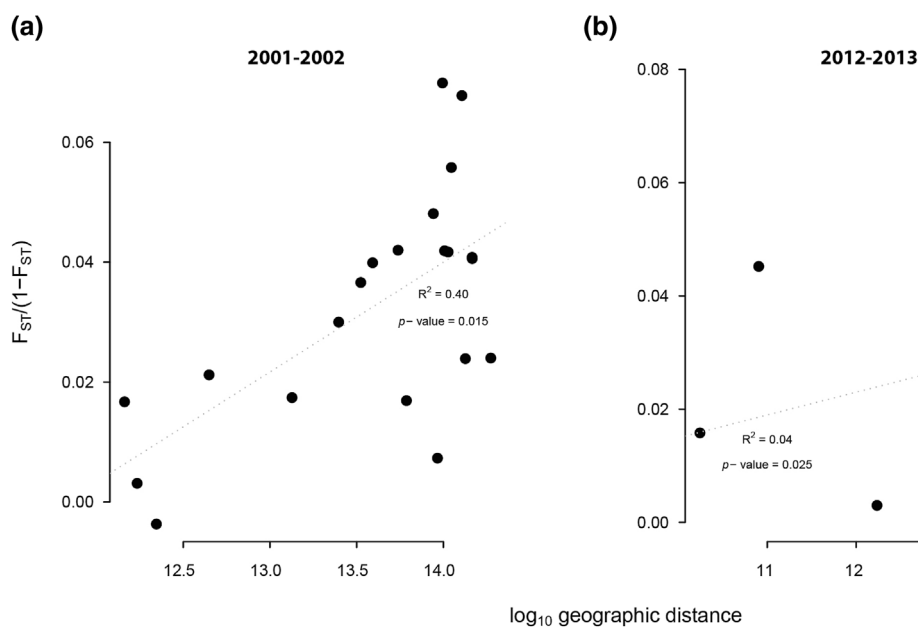 (a)
2001-2002
0.06
0.04
0.02
0.00
F_ST/(1−F_ST)
R² = 0.40
p− value = 0.015
12.5 13.0 13.5 14.0
(b)
2012-2013
0.08
0.06
0.04
0.02
0.00
R² = 0.04
p− value = 0.025
11 12
log₁₀ geographic distance